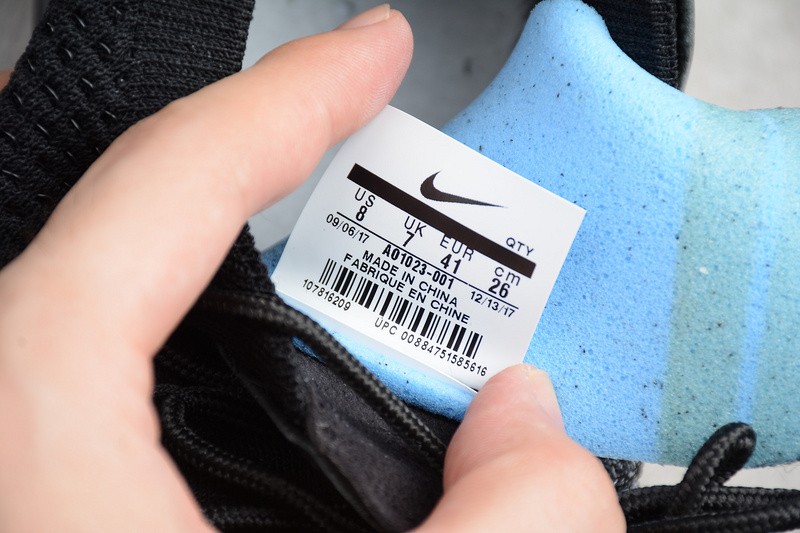 QTY
US UK EUR cm
8 7 41 26
09/06/17 12/13/17
AO1023-001
MADE IN CHINA
FABRIQUE EN CHINE
107816209
UPC 00884751585616